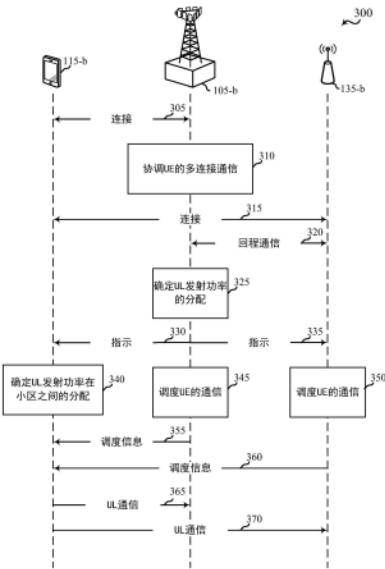 300
115-b
105-b
135-b
305
连接
310
协调UE的多连接通信
315
连接
320
回程通信
325
确定UL发射功率
的分配
330
指示
335
指示
340
确定UL发射功率在
小区之间的分配
345
调度UE的通信
350
调度UE的通信
355
调度信息
360
调度信息
365
UL通信
370
UL通信